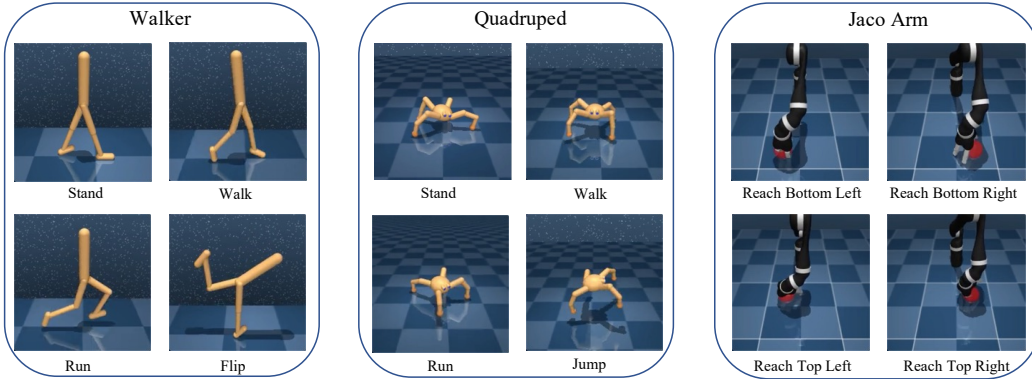 Walker
Stand
Walk
Run
Flip
Quadruped
Stand
Walk
Run
Jump
Jaco Arm
Reach Bottom Left
Reach Bottom Right
Reach Top Left
Reach Top Right